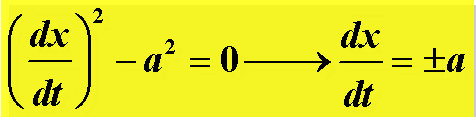 (dx/dt)² − a² = 0 ⟶ dx/dt = ±a